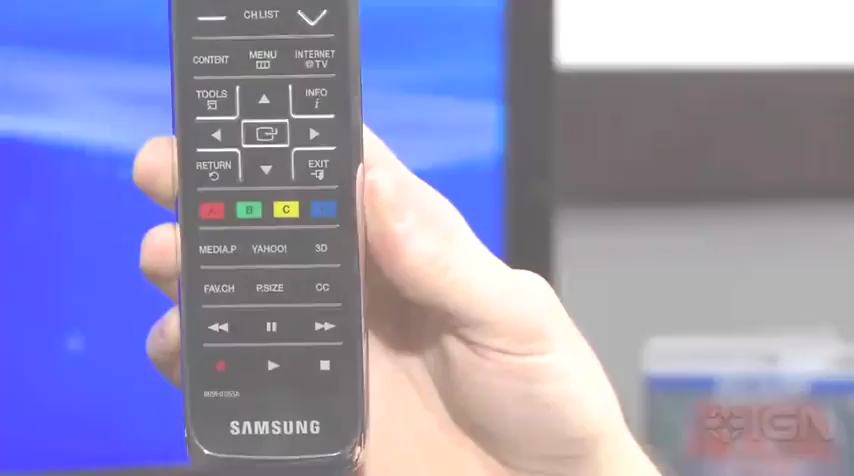 CH LIST
CONTENT MENU INTERNET
@TV
TOOLS INFO
i
RETURN EXIT
A B C
MEDIA.P YAHOO! 3D
FAV.CH P.SIZE CC
SAMSUNG
IGN